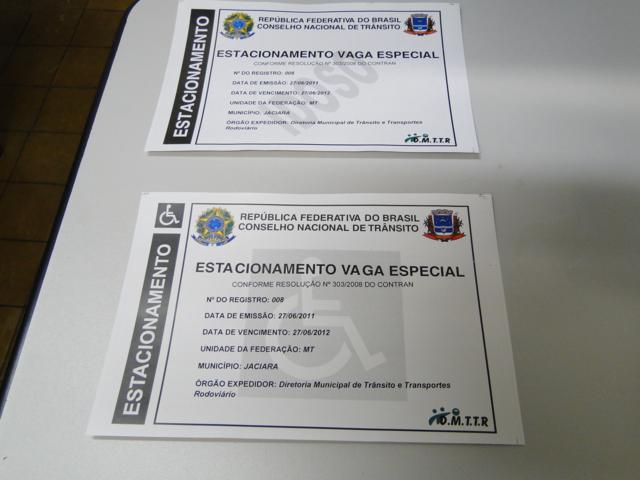 ESTACIONAMENTO
REPÚBLICA FEDERATIVA DO BRASIL
CONSELHO NACIONAL DE TRÂNSITO
ESTACIONAMENTO VAGA ESPECIAL
CONFORME RESOLUÇÃO Nº 303/2008 DO CONTRAN
IDOSO
Nº DO REGISTRO: 008
DATA DE EMISSÃO: 27/06/2011
DATA DE VENCIMENTO: 27/06/2012
UNIDADE DA FEDERAÇÃO: MT
MUNICÍPIO: JACIARA
ÓRGÃO EXPEDIDOR: Diretoria Municipal de Trânsito e Transportes
Rodoviário
D.M.T.T.R
ESTACIONAMENTO
REPÚBLICA FEDERATIVA DO BRASIL
CONSELHO NACIONAL DE TRÂNSITO
ESTACIONAMENTO VAGA ESPECIAL
CONFORME RESOLUÇÃO Nº 303/2008 DO CONTRAN
Nº DO REGISTRO: 008
DATA DE EMISSÃO: 27/06/2011
DATA DE VENCIMENTO: 27/06/2012
UNIDADE DA FEDERAÇÃO: MT
MUNICÍPIO: JACIARA
ÓRGÃO EXPEDIDOR: Diretoria Municipal de Trânsito e Transportes
Rodoviário
D.M.T.T.R